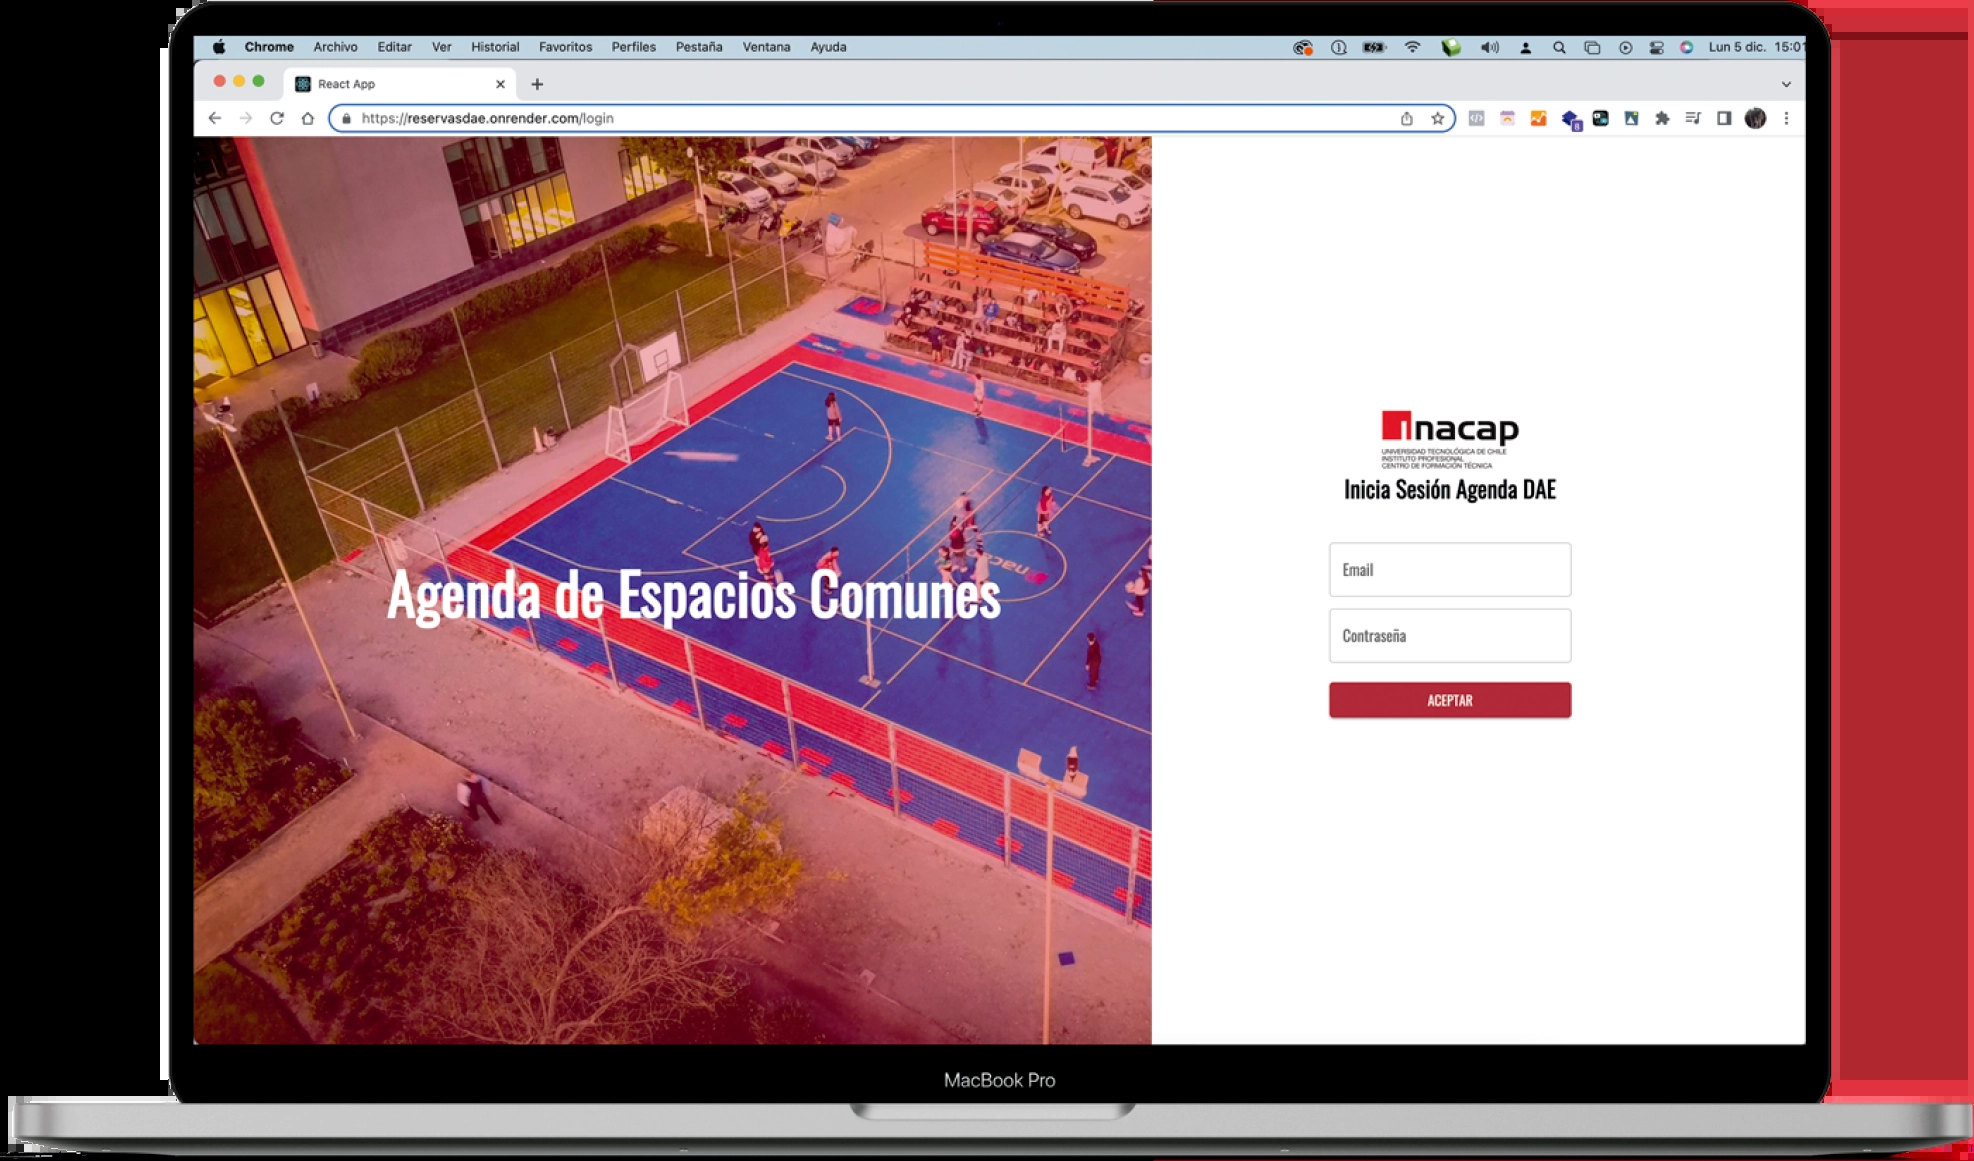 Chrome Archivo Editar Ver Historial Favoritos Perfiles Pestaña Ventana Ayuda
Lun 5 dic. 15:01
React App
https://reservasdae.onrender.com/login
8
Agenda de Espacios Comunes
inacap
UNIVERSIDAD TECNOLÓGICA DE CHILE
INSTITUTO PROFESIONAL
CENTRO DE FORMACIÓN TÉCNICA
Inicia Sesión Agenda DAE
Email
Contraseña
ACEPTAR
inacap
MacBook Pro